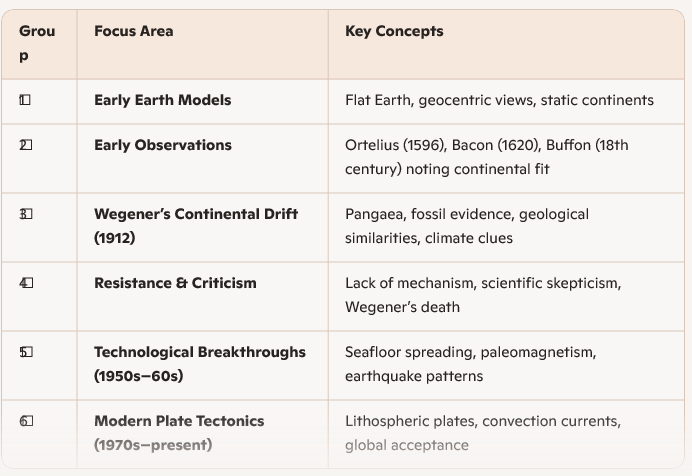 Grou
p
Focus Area
Key Concepts
1
Early Earth Models
Flat Earth, geocentric views, static continents
2
Early Observations
Ortelius (1596), Bacon (1620), Buffon (18th
century) noting continental fit
3
Wegener’s Continental Drift
(1912)
Pangaea, fossil evidence, geological
similarities, climate clues
4
Resistance & Criticism
Lack of mechanism, scientific skepticism,
Wegener’s death
5
Technological Breakthroughs
(1950s–60s)
Seafloor spreading, paleomagnetism,
earthquake patterns
6
Modern Plate Tectonics
(1970s–present)
Lithospheric plates, convection currents,
global acceptance